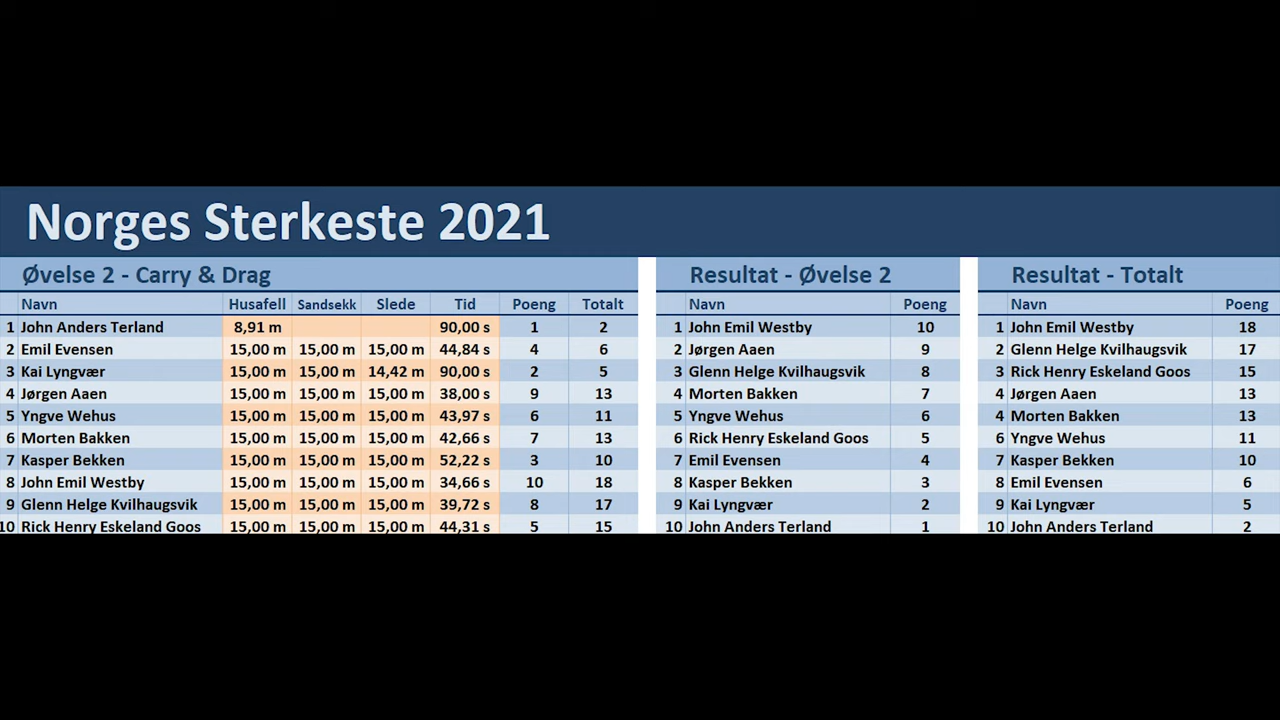 Norges Sterkeste 2021
Øvelse 2 - Carry & Drag
Navn Husafell Sandsekk Slede Tid Poeng Totalt
1 John Anders Terland 8,91 m 90,00 s 1 2
2 Emil Evensen 15,00 m 15,00 m 15,00 m 44,84 s 4 6
3 Kai Lyngvær 15,00 m 15,00 m 14,42 m 90,00 s 2 5
4 Jørgen Aaen 15,00 m 15,00 m 15,00 m 38,00 s 9 13
5 Yngve Wehus 15,00 m 15,00 m 15,00 m 43,97 s 6 11
6 Morten Bakken 15,00 m 15,00 m 15,00 m 42,66 s 7 13
7 Kasper Bekken 15,00 m 15,00 m 15,00 m 52,22 s 3 10
8 John Emil Westby 15,00 m 15,00 m 15,00 m 34,66 s 10 18
9 Glenn Helge Kvilhaugsvik 15,00 m 15,00 m 15,00 m 39,72 s 8 17
10 Rick Henry Eskeland Goos 15,00 m 15,00 m 15,00 m 44,31 s 5 15
Resultat - Øvelse 2
Navn Poeng
1 John Emil Westby 10
2 Jørgen Aaen 9
3 Glenn Helge Kvilhaugsvik 8
4 Morten Bakken 7
5 Yngve Wehus 6
6 Rick Henry Eskeland Goos 5
7 Emil Evensen 4
8 Kasper Bekken 3
9 Kai Lyngvær 2
10 John Anders Terland 1
Resultat - Totalt
Navn Poeng
1 John Emil Westby 18
2 Glenn Helge Kvilhaugsvik 17
3 Rick Henry Eskeland Goos 15
4 Jørgen Aaen 13
4 Morten Bakken 13
6 Yngve Wehus 11
7 Kasper Bekken 10
8 Emil Evensen 6
9 Kai Lyngvær 5
10 John Anders Terland 2